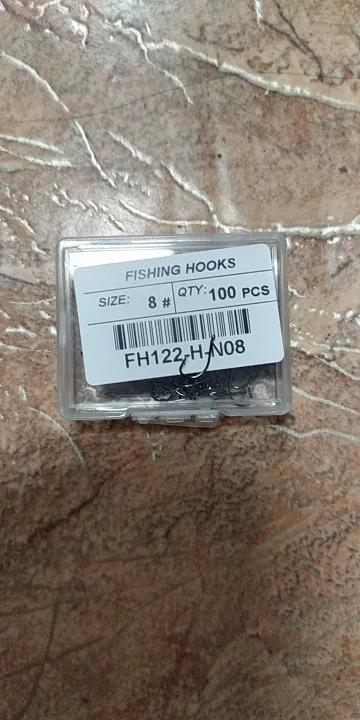 FISHING HOOKS
SIZE: 8 # QTY: 100 PCS
FH122-H-N08